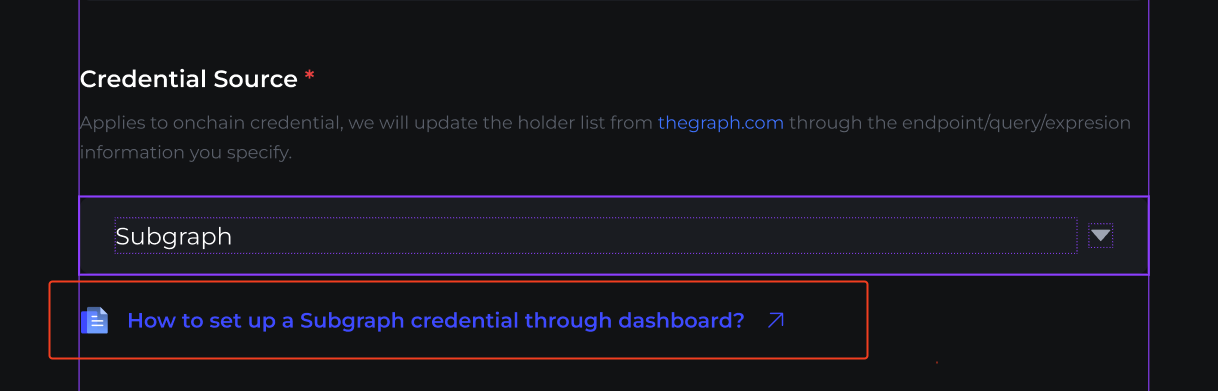 Credential Source *
Applies to onchain credential, we will update the holder list from thegraph.com through the endpoint/query/expresion
information you specify.
Subgraph
How to set up a Subgraph credential through dashboard?